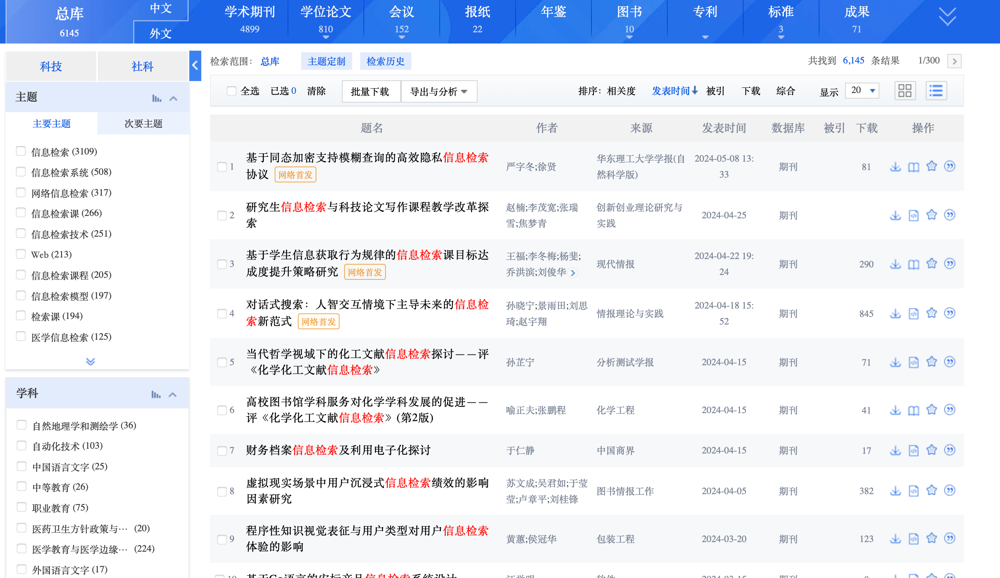 总库
6145
中文
外文
学术期刊
4899
学位论文
810
会议
152
报纸
22
年鉴
图书
10
专利
标准
3
成果
71
科技
社科
主题
主要主题
次要主题
信息检索 (3109)
信息检索系统 (508)
网络信息检索 (317)
信息检索课 (266)
信息检索技术 (251)
Web (213)
信息检索课程 (205)
信息检索模型 (197)
检索课 (194)
医学信息检索 (125)
学科
自然地理学和测绘学 (36)
自动化技术 (103)
中国语言文字 (25)
中等教育 (26)
职业教育 (75)
医药卫生方针政策与… (20)
医学教育与医学边缘… (224)
外国语言文字 (17)
检索范围：总库 主题定制 检索历史 共找到 6,145 条结果 1/300
全选 已选 0 清除 批量下载 导出与分析 排序：相关度 发表时间 被引 下载 综合 显示 20
题名 作者 来源 发表时间 数据库 被引 下载 操作
1
基于同态加密支持模糊查询的高效隐私信息检索
协议 网络首发
严字冬;徐贤
华东理工大学学报(自
然科学版)
2024-05-08 13:
33
期刊
81
2
研究生信息检索与科技论文写作课程教学改革探
索
赵楠;李茂宽;张瑞
雪;焦梦青
创新创业理论研究与
实践
2024-04-25
期刊
3
基于学生信息获取行为规律的信息检索课目标达
成度提升策略研究 网络首发
王福;李冬梅;杨斐;
乔洪滨;刘俊华
现代情报
2024-04-22 19:
24
期刊
290
4
对话式搜索：人智交互情境下主导未来的信息检
索新范式 网络首发
孙晓宁;景雨田;刘思
琦;赵宇翔
情报理论与实践
2024-04-18 15:
52
期刊
845
5
当代哲学视域下的化工文献信息检索探讨——评
《化学化工文献信息检索》
孙芷宁
分析测试学报
2024-04-15
期刊
71
6
高校图书馆学科服务对化学学科发展的促进——
评《化学化工文献信息检索》(第2版)
喻正夫;张鹏程
化学工程
2024-04-15
期刊
41
7
财务档案信息检索及利用电子化探讨
于仁静
中国商界
2024-04-15
期刊
17
8
虚拟现实场景中用户沉浸式信息检索绩效的影响
因素研究
苏文成;吴君如;于莹
莹;卢章平;刘桂锋
图书情报工作
2024-04-05
期刊
382
9
程序性知识视觉表征与用户类型对用户信息检索
体验的影响
黄蕙;侯冠华
包装工程
2024-03-20
期刊
123
10
基于Go语言的安标产品信息检索系统设计
软件
2024-03-15
期刊